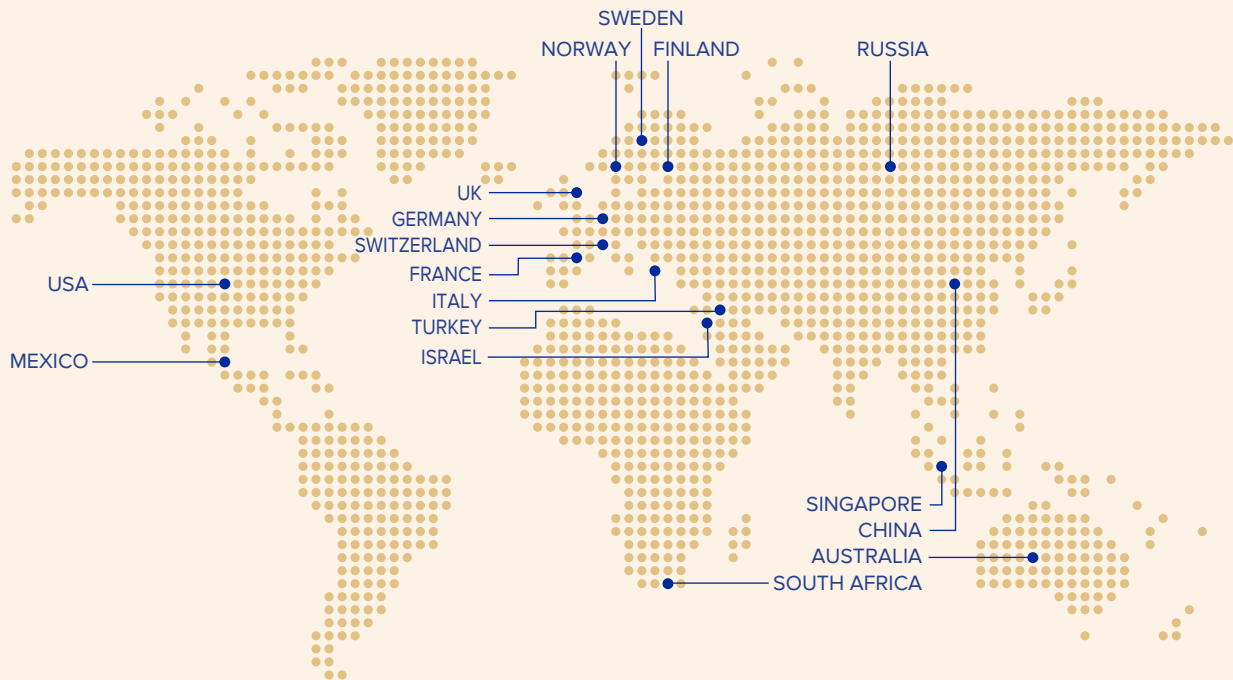 SWEDEN
NORWAY FINLAND RUSSIA
UK
GERMANY
SWITZERLAND
FRANCE
USA
ITALY
TURKEY
ISRAEL
MEXICO
SINGAPORE
CHINA
AUSTRALIA
SOUTH AFRICA